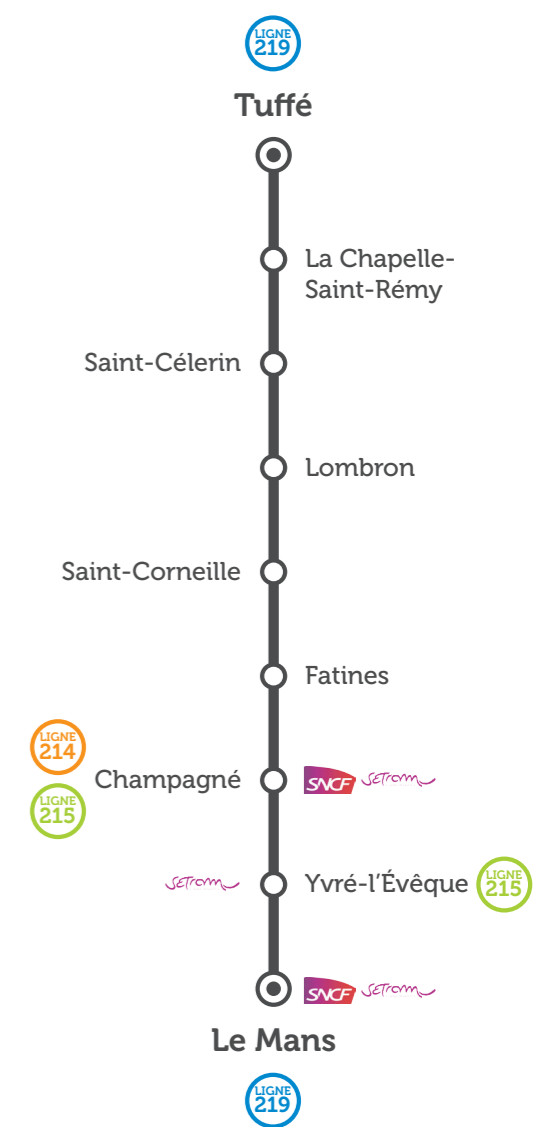 LIGNE
219
Tuffé
La Chapelle-
Saint-Rémy
Saint-Célerin
Lombron
Saint-Corneille
Fatines
LIGNE
214
LIGNE
215
Champagné
SNCF setram
setram
Yvré-l'Évêque
LIGNE
215
SNCF setram
Le Mans
LIGNE
219